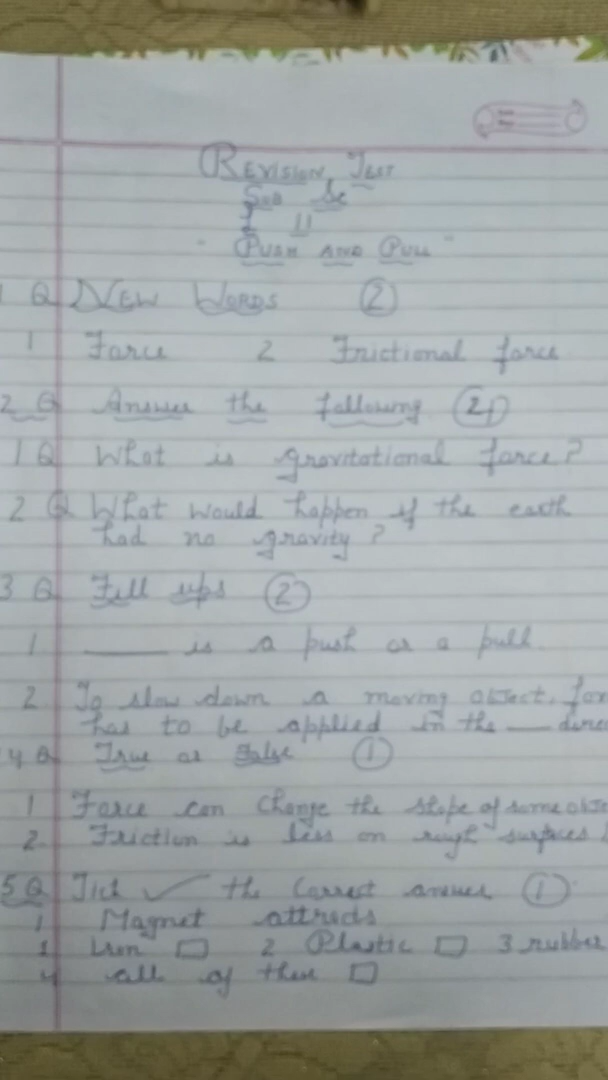 REVISION TEST
SUB Sc
L 11
"PUSH AND PULL"
1 Q NEW WORDS 2
1 Force 2 Frictional force
2 Q Answer the following
1 Q What is gravitational force?
2 Q What would happen if the earth
had no gravity?
3 Q Fill ups 2
1 ____ is a push or a pull.
2 To slow down a moving object, for
has to be applied in the ___ direc
4 Q True or False 1
1 Force can change the shape of some obje
2. Friction is less on rough surfaces.
5 Q Tick ✓ the correct answer 1
1 Magnet attracts
1 Iron □ 2 Plastic □ 3 rubber
4 all of these □